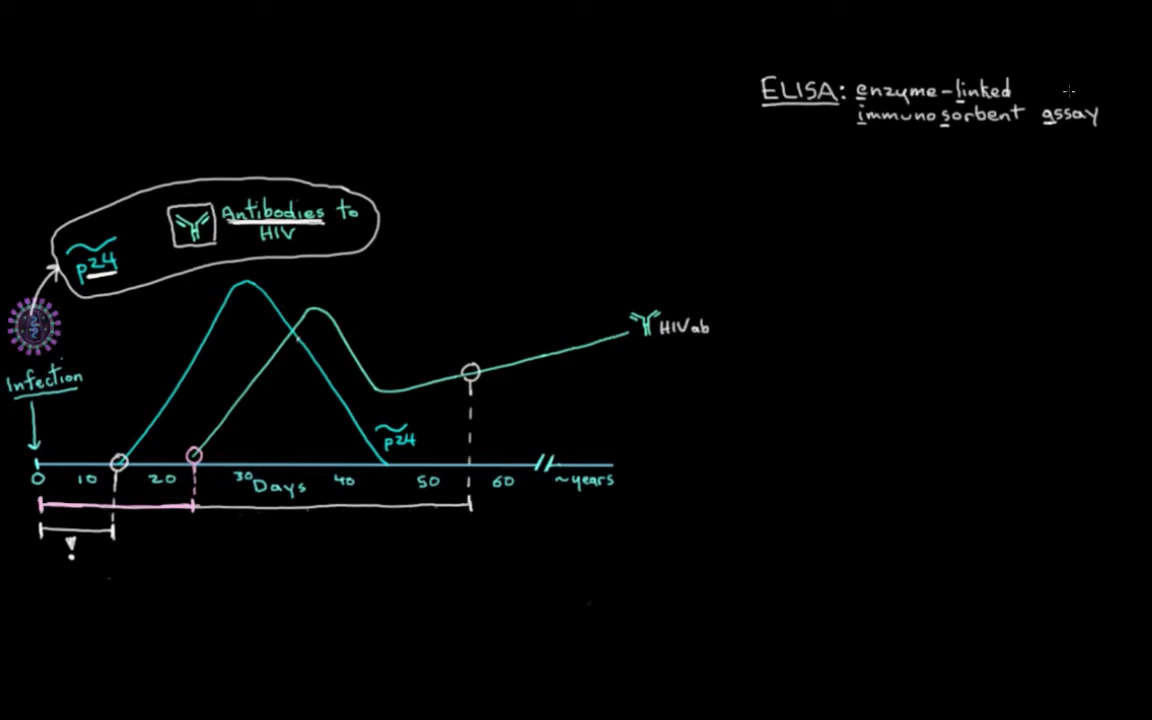 ELISA: enzyme-linked
immunosorbent assay
Antibodies to
HIV
p24
Infection
HIVab
p24
0 10 20 30 Days 40 50 60 ~years
!